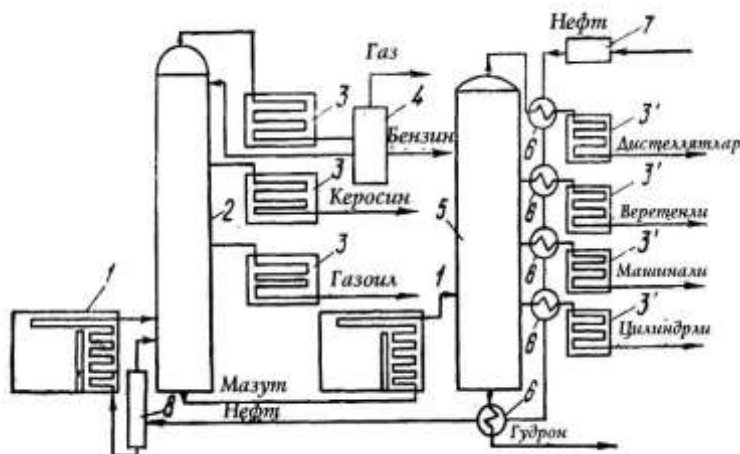 Нефт 7
Газ
3 4 3'
6 Дистеллятлар
Бензин
3 3'
6 Веретенли
Керосин
2 5
3 3'
6 Машинали
1 1
Газоил
3'
6 Цилиндрли
Мазут
8 Нефт 6
Гудрон